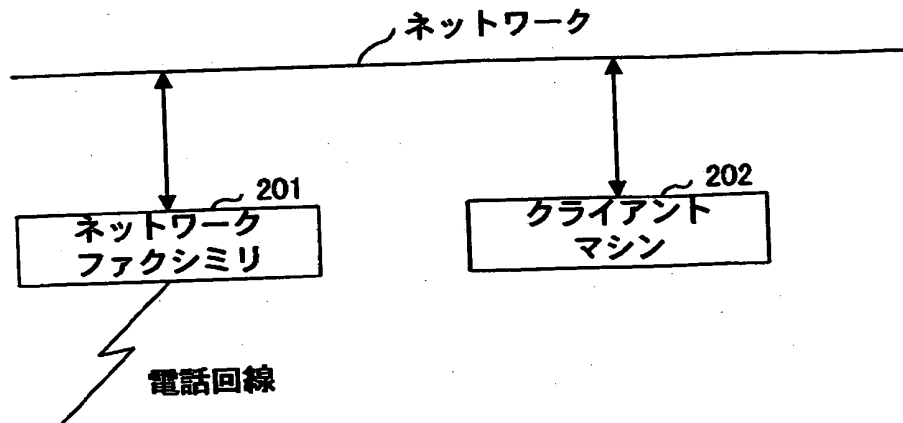 ネットワーク
201
ネットワーク
ファクシミリ
202
クライアント
マシン
電話回線